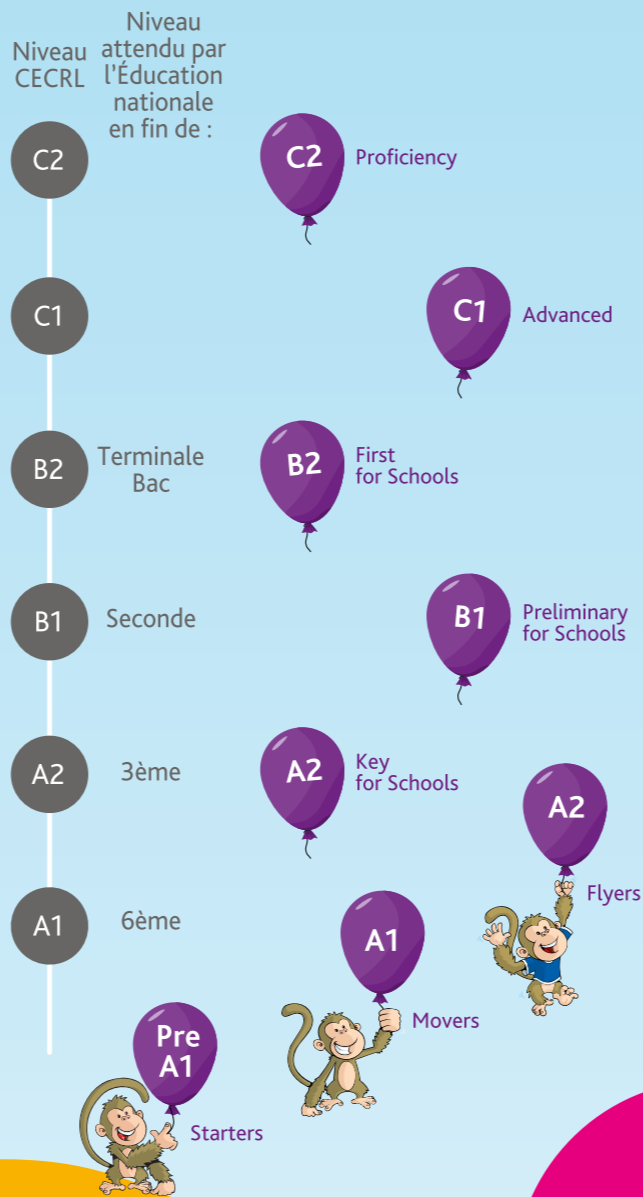 Niveau
CECRL
Niveau
attendu par
l'Éducation
nationale
en fin de :
C2
C2
Proficiency
C1
C1
Advanced
B2
Terminale
Bac
B2
First
for Schools
B1
Seconde
B1
Preliminary
for Schools
A2
3ème
A2
Key
for Schools
A2
Flyers
A1
6ème
A1
Movers
Pre
A1
Starters